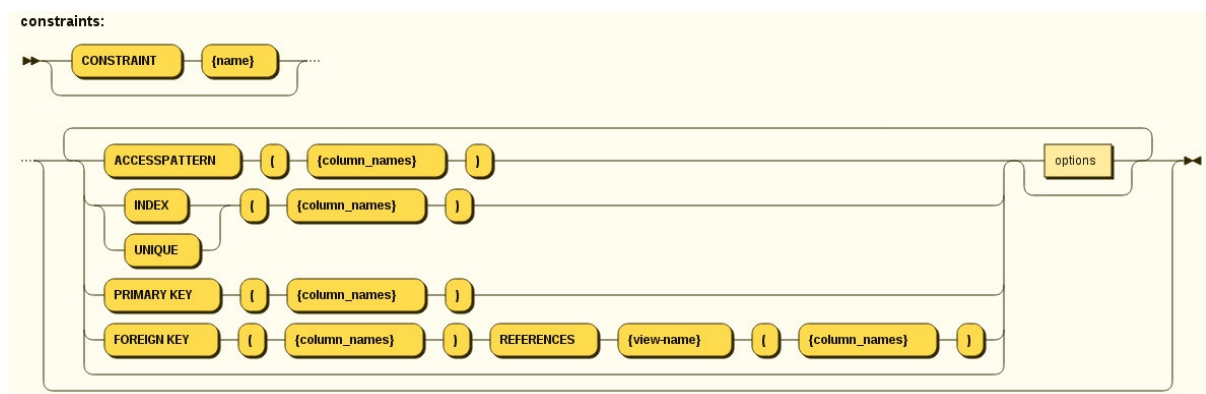 constraints:
CONSTRAINT {name}
ACCESSPATTERN ( {column_names} ) options
INDEX ( {column_names} )
UNIQUE
PRIMARY KEY ( {column_names} )
FOREIGN KEY ( {column_names} ) REFERENCES {view-name} ( {column_names} )